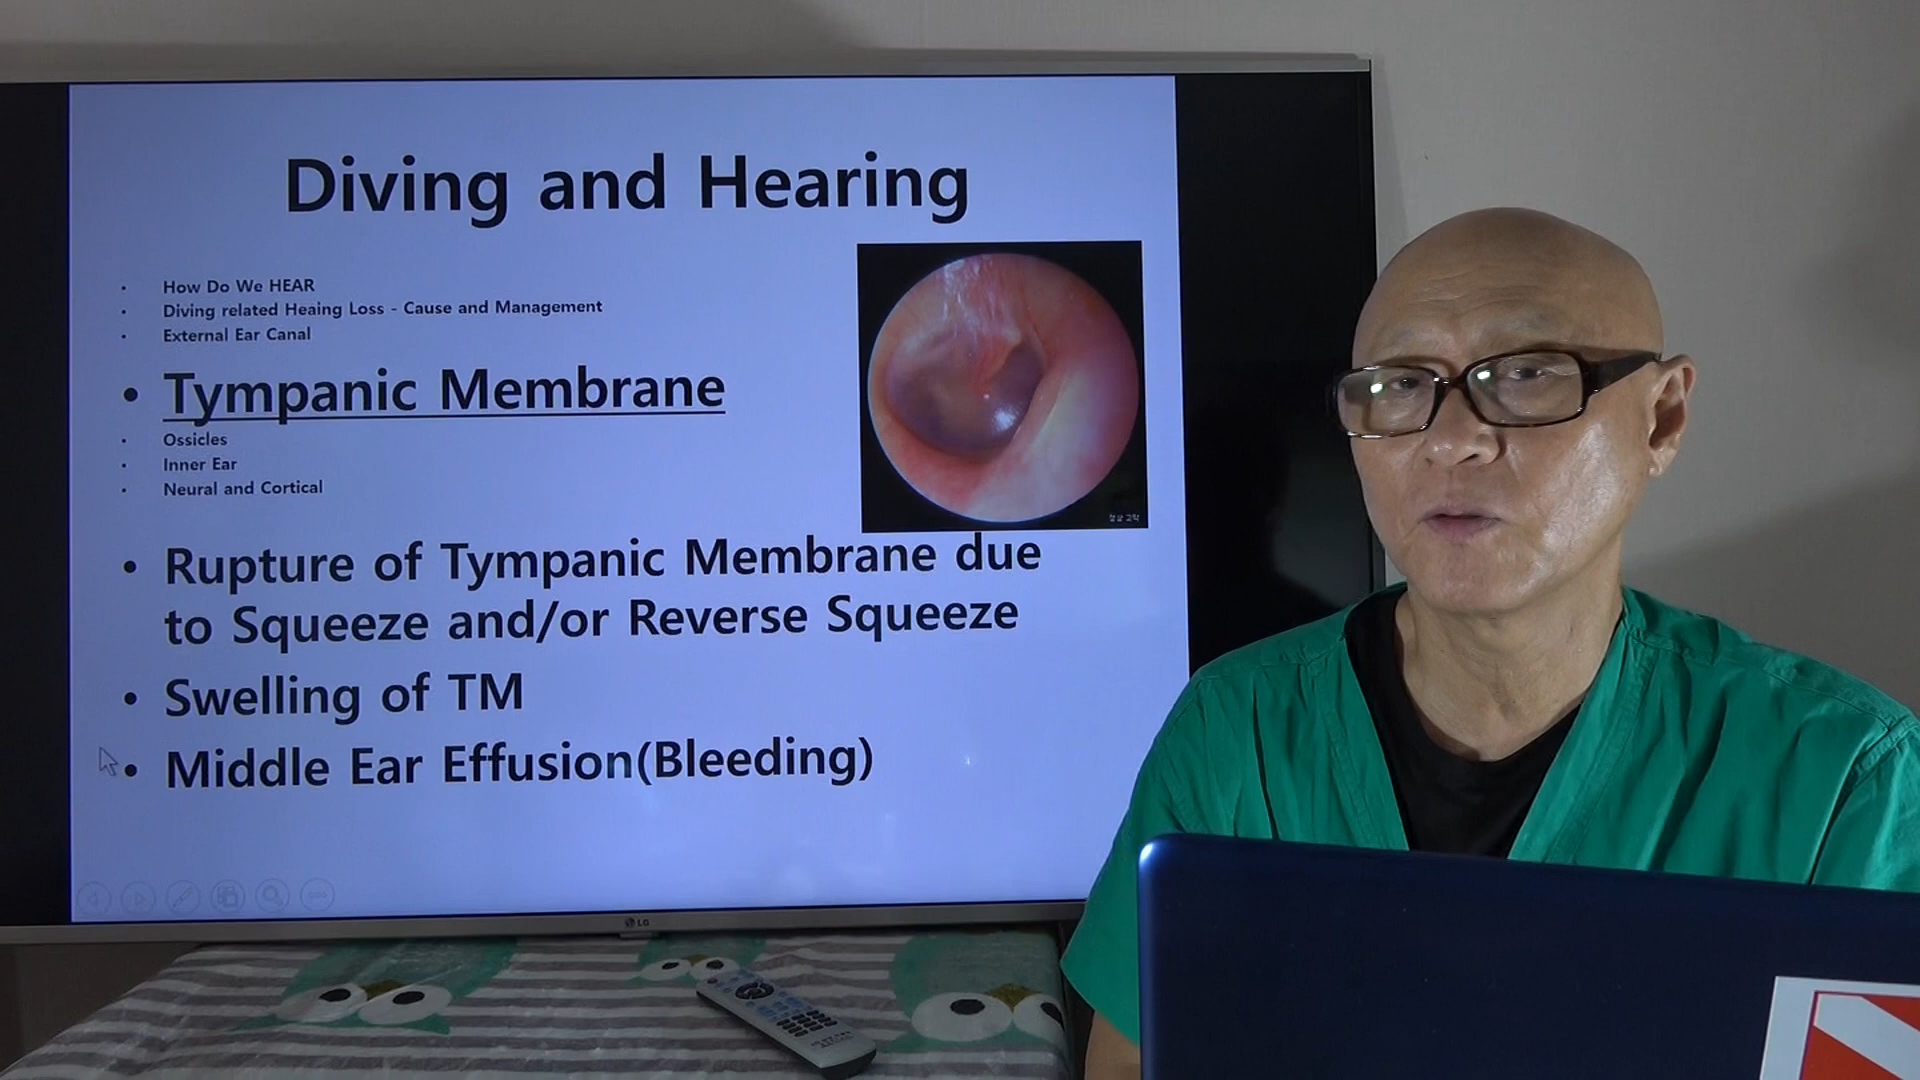 Diving and Hearing
• How Do We HEAR
• Diving related Heaing Loss - Cause and Management
• External Ear Canal
• Tympanic Membrane
• Ossicles
• Inner Ear
• Neural and Cortical
• Rupture of Tympanic Membrane due
to Squeeze and/or Reverse Squeeze
• Swelling of TM
• Middle Ear Effusion(Bleeding)
LG